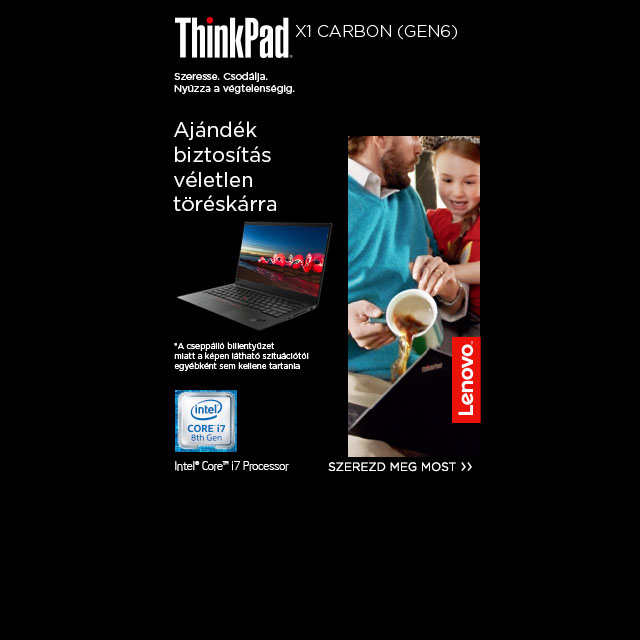 ThinkPad X1 CARBON (GEN6)
Szeresse. Csodálja.
Nyúzza a végtelenségig.
Ajándék
biztosítás
véletlen
töréskárra
*A cseppálló billentyűzet
miatt a képen látható szituációtól
egyébként sem kellene tartania
ThinkPad
Lenovo
intel
CORE i7
8th Gen
Intel® Core™ i7 Processor
SZEREZD MEG MOST >>